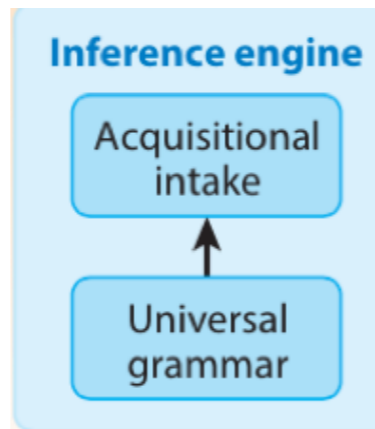 Inference engine
Acquisitional
intake
Universal
grammar